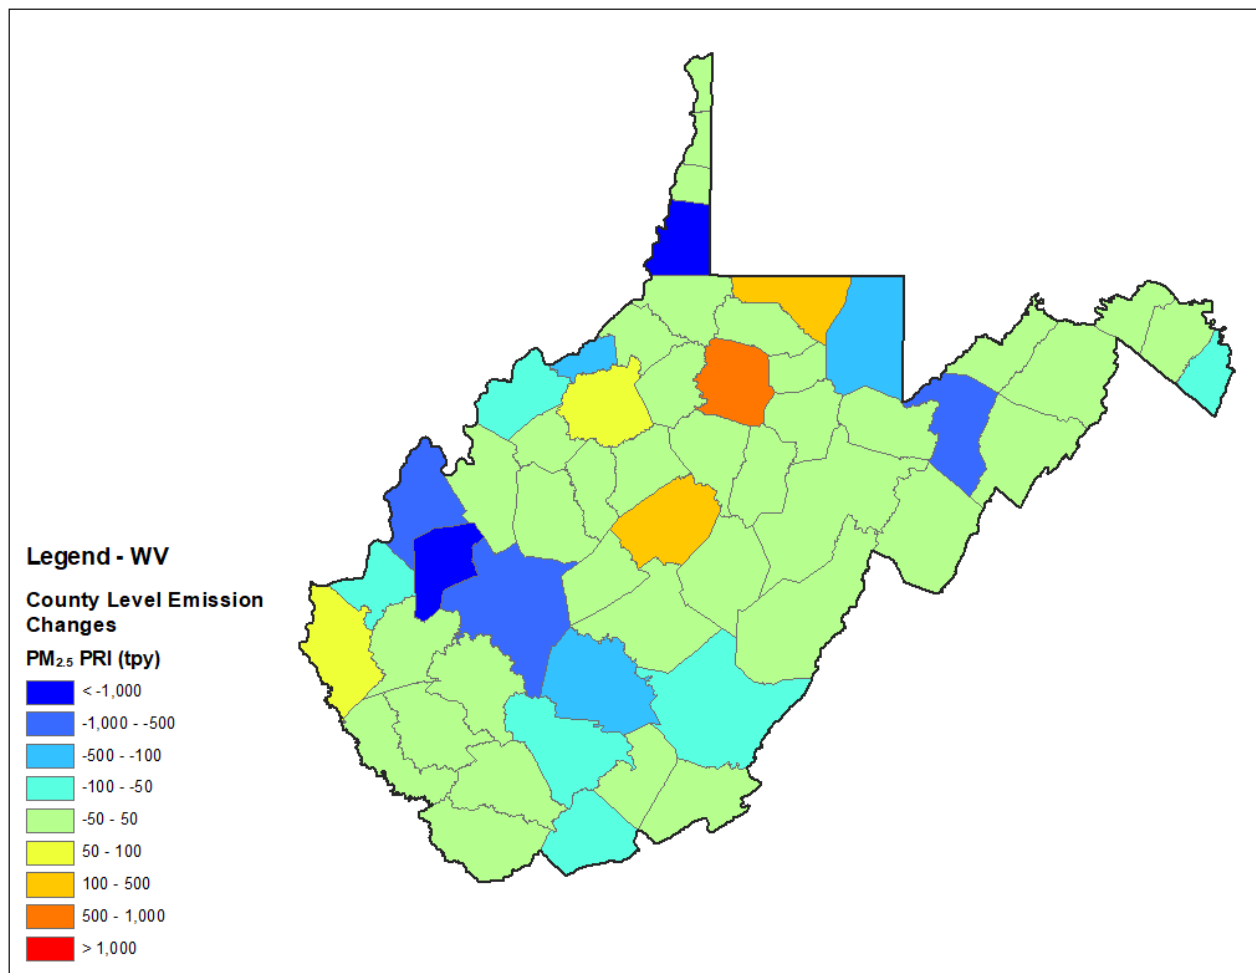 Legend - WV
County Level Emission
Changes
PM₂.₅ PRI (tpy)
< -1,000
-1,000 - -500
-500 - -100
-100 - -50
-50 - 50
50 - 100
100 - 500
500 - 1,000
> 1,000